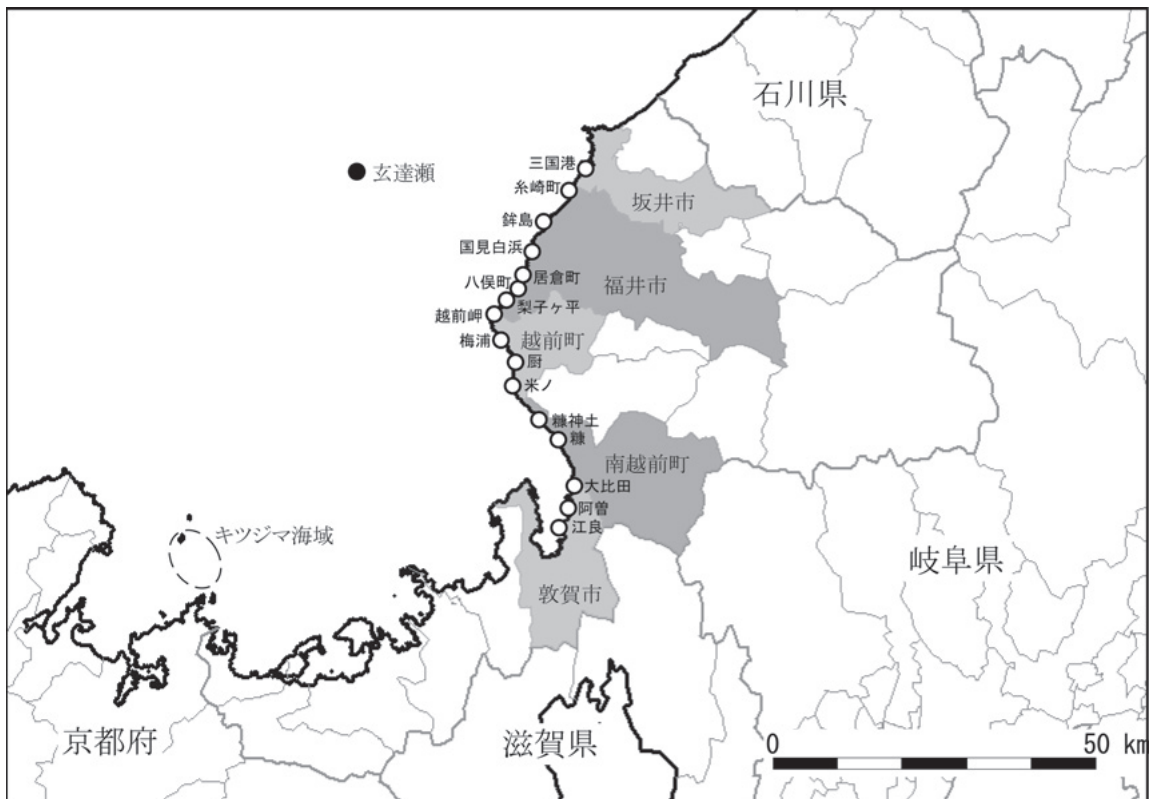 石川県
三国港
玄達瀬
糸崎町
坂井市
鉾島
国見白浜
居倉町
八俣町
福井市
梨子ヶ平
越前岬
梅浦
越前町
厨
米ノ
糠神土
糠
南越前町
大比田
阿曽
江良
キツジマ海域
岐阜県
敦賀市
京都府
滋賀県
0 50 km